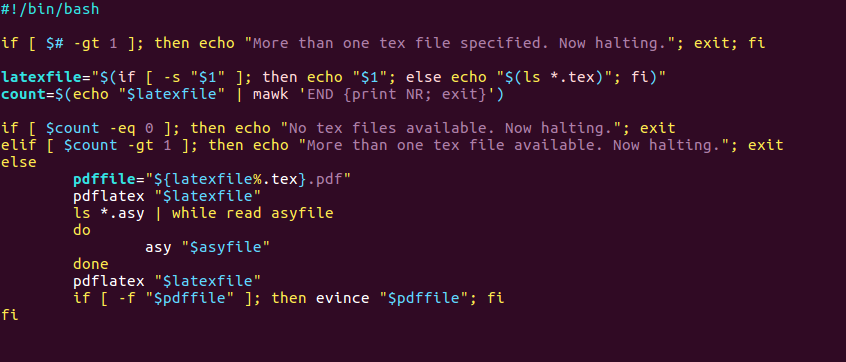 #!/bin/bash
if [ $# -gt 1 ]; then echo "More than one tex file specified. Now halting."; exit; fi
latexfile="$(if [ -s "$1" ]; then echo "$1"; else echo "$(ls *.tex)"; fi)"
count=$(echo "$latexfile" | mawk 'END {print NR; exit}')
if [ $count -eq 0 ]; then echo "No tex files available. Now halting."; exit
elif [ $count -gt 1 ]; then echo "More than one tex file available. Now halting."; exit
else
        pdffile="${latexfile%.tex}.pdf"
        pdflatex "$latexfile"
        ls *.asy | while read asyfile
        do
                asy "$asyfile"
        done
        pdflatex "$latexfile"
        if [ -f "$pdffile" ]; then evince "$pdffile"; fi
fi